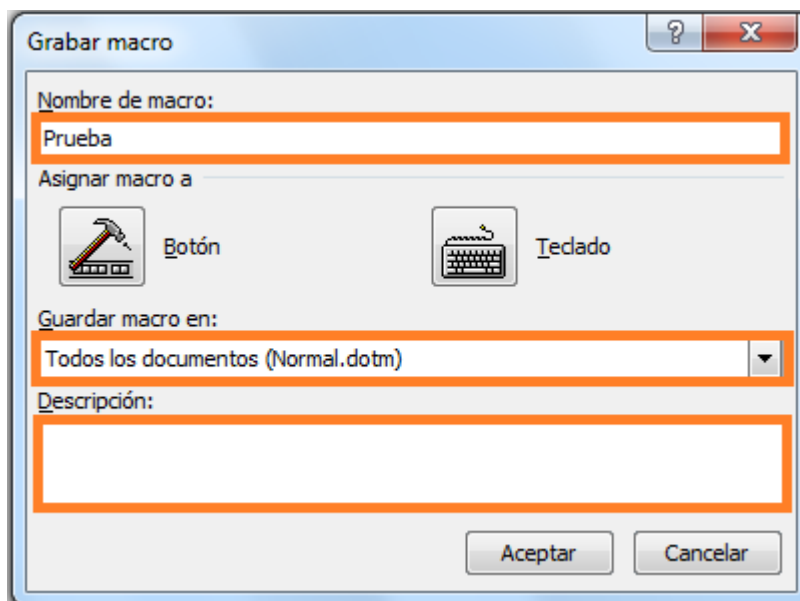 Grabar macro
Nombre de macro:
Prueba
Asignar macro a
Botón Teclado
Guardar macro en:
Todos los documentos (Normal.dotm)
Descripción:
Aceptar Cancelar